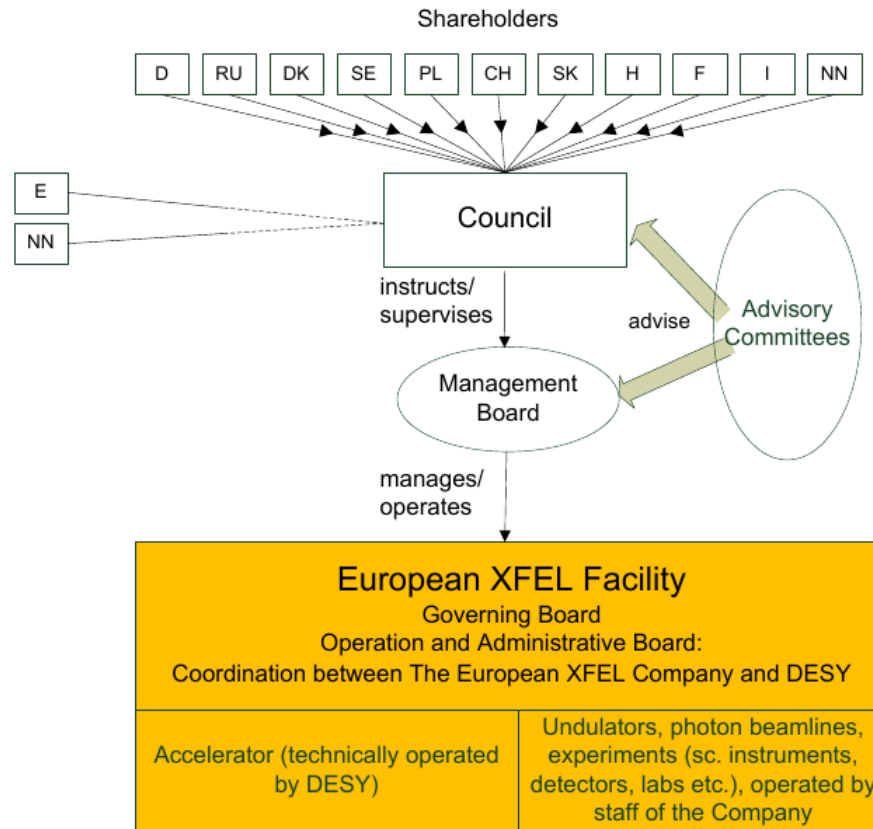 Shareholders
D RU DK SE PL CH SK H F I NN
E
NN
Council
instructs/
supervises
advise
Advisory
Committees
Management
Board
manages/
operates
European XFEL Facility
Governing Board
Operation and Administrative Board:
Coordination between The European XFEL Company and DESY
Accelerator (technically operated
by DESY)
Undulators, photon beamlines,
experiments (sc. instruments,
detectors, labs etc.), operated by
staff of the Company